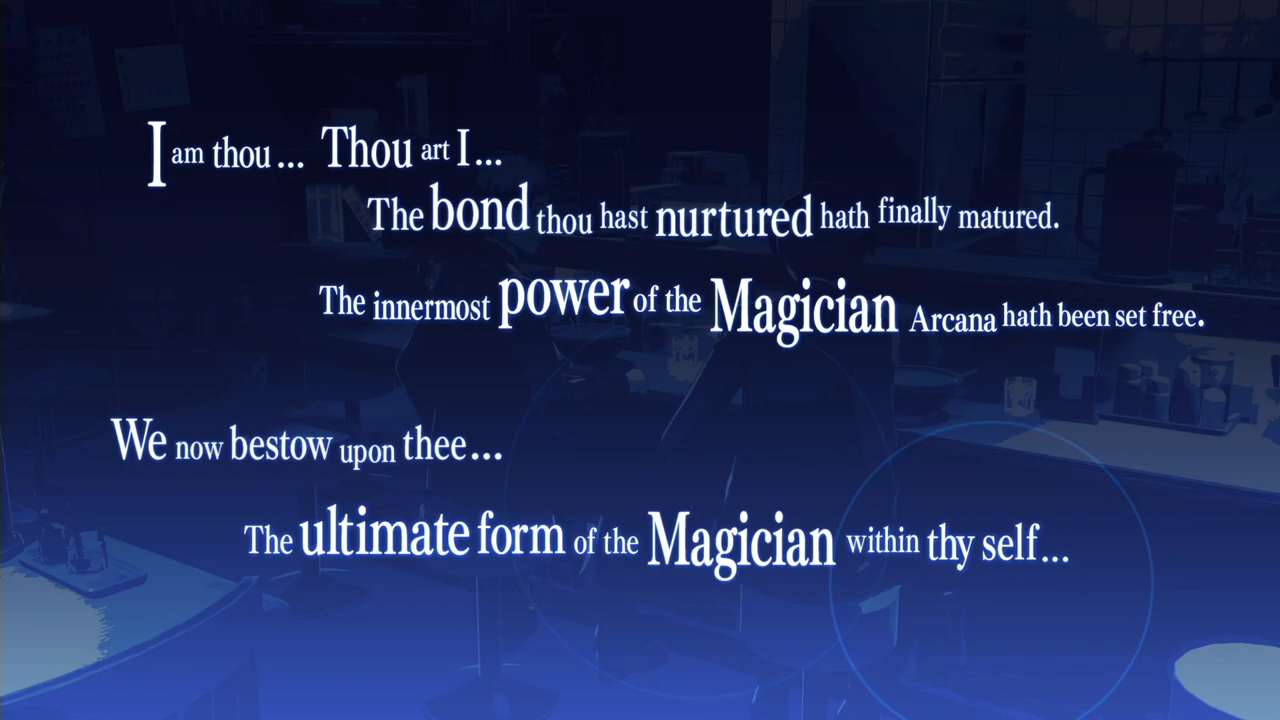 I am thou... Thou art I...
The bond thou hast nurtured hath finally matured.
The innermost power of the Magician Arcana hath been set free.
We now bestow upon thee...
The ultimate form of the Magician within thy self...